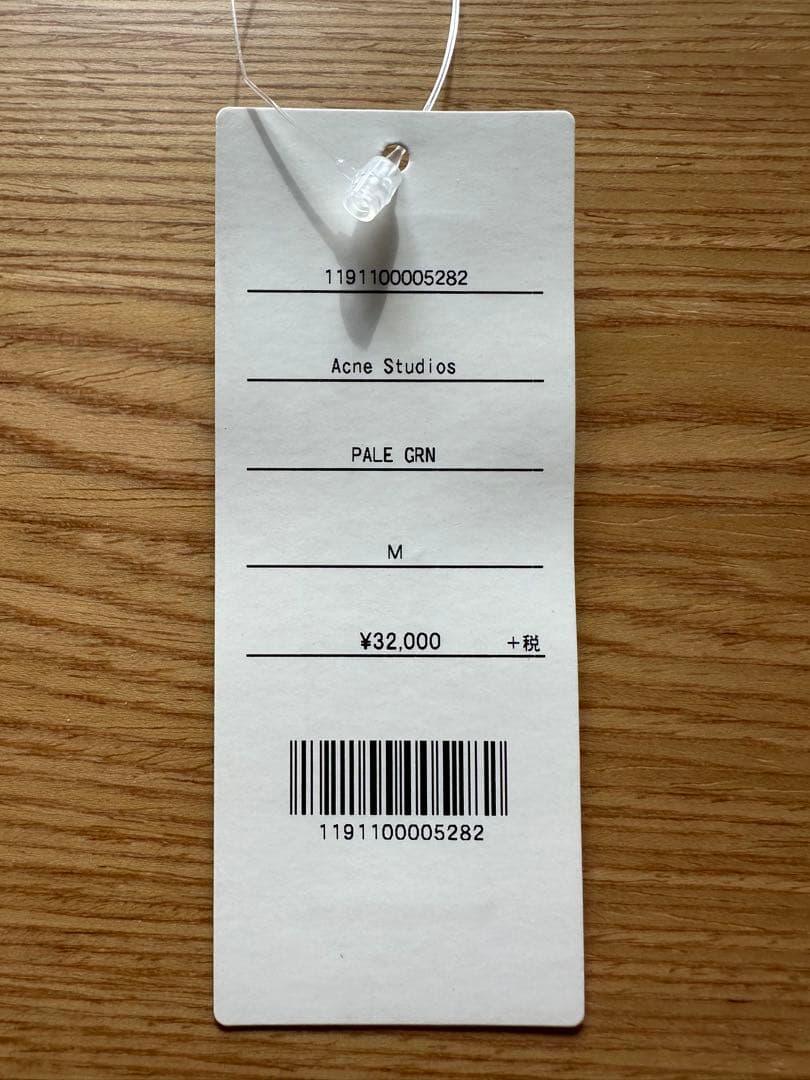 1191100005282
Acne Studios
PALE GRN
M
¥32,000 +税
1191100005282